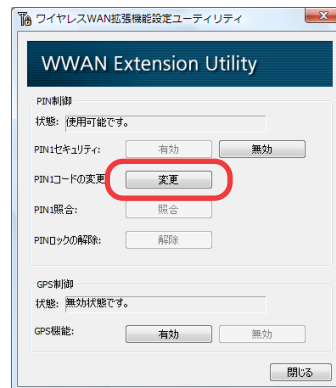 ワイヤレスWAN拡張機能設定ユーティリティ
WWAN Extension Utility
PIN制御
状態: 使用可能です。
PIN1セキュリティ: 有効 無効
PIN1コードの変更 変更
PIN1照合: 照合
PINロックの解除: 解除
GPS制御
状態: 無効状態です。
GPS機能: 有効 無効
閉じる